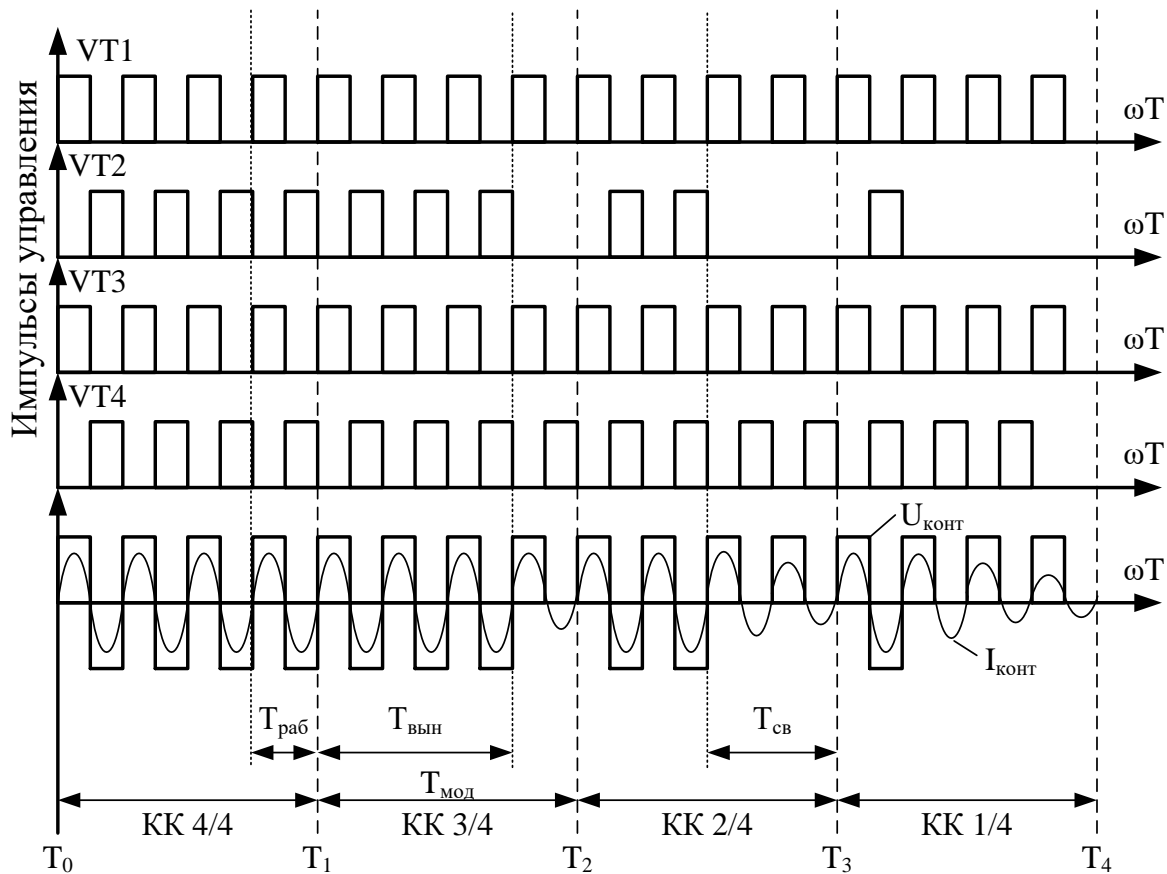 Импульсы управления
VT1
ωT
VT2
ωT
VT3
ωT
VT4
ωT
Uконт
ωT
Iконт
Tраб
Tвын
Tсв
Tмод
КК 4/4
КК 3/4
КК 2/4
КК 1/4
T0
T1
T2
T3
T4